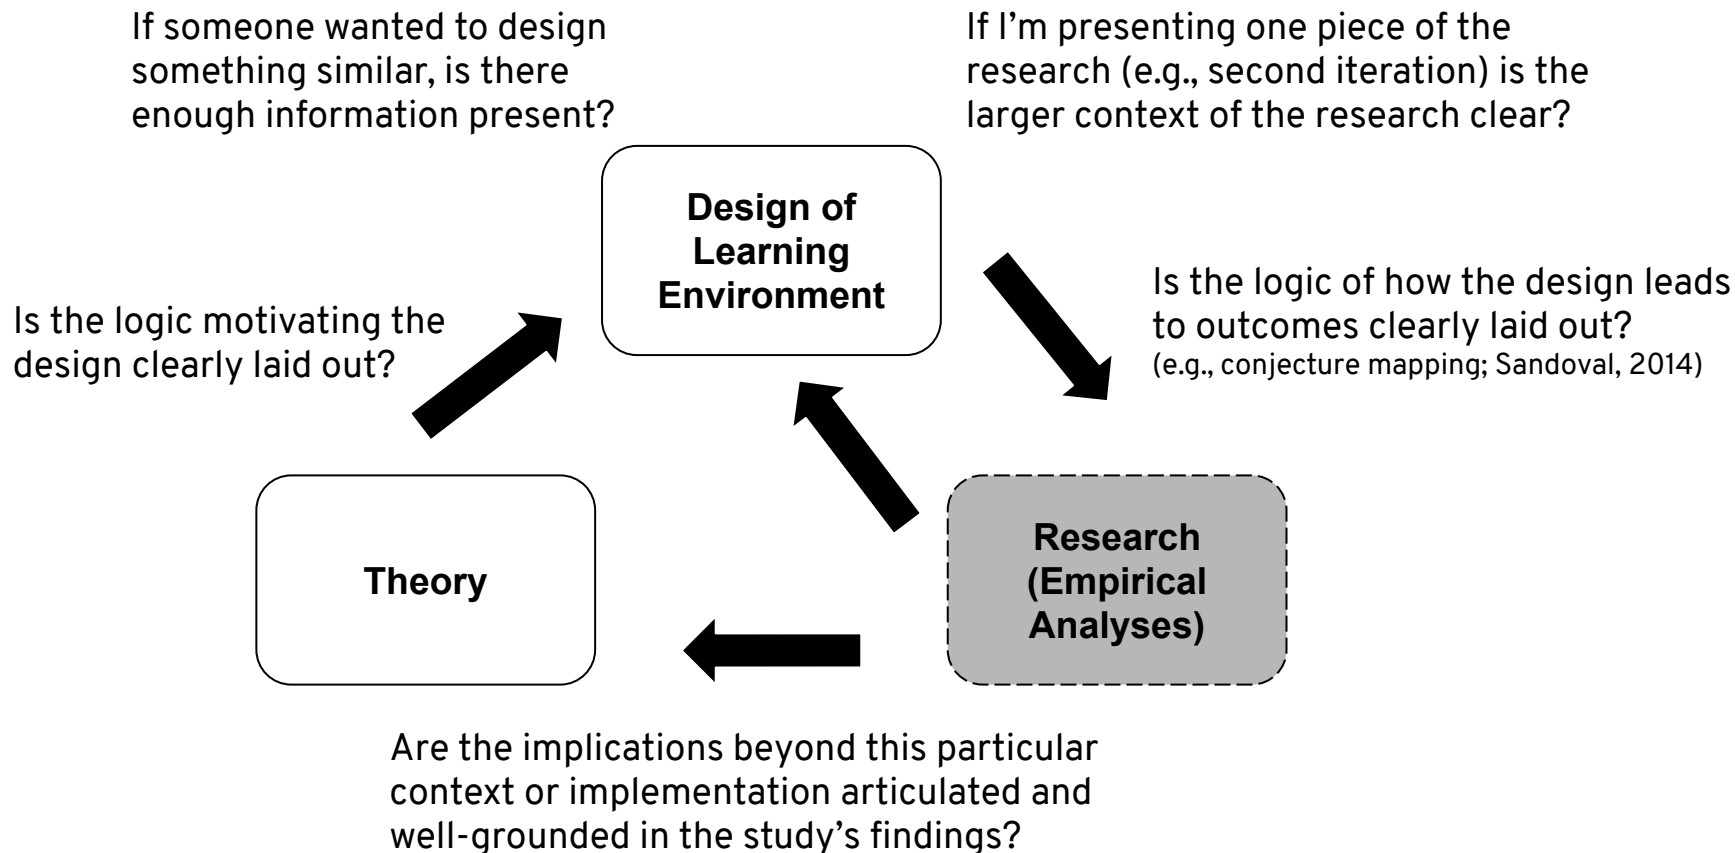 If someone wanted to design
something similar, is there
enough information present?
If I’m presenting one piece of the
research (e.g., second iteration) is the
larger context of the research clear?
Design of
Learning
Environment
Is the logic motivating the
design clearly laid out?
Is the logic of how the design leads
to outcomes clearly laid out?
(e.g., conjecture mapping; Sandoval, 2014)
Theory
Research
(Empirical
Analyses)
Are the implications beyond this particular
context or implementation articulated and
well-grounded in the study’s findings?